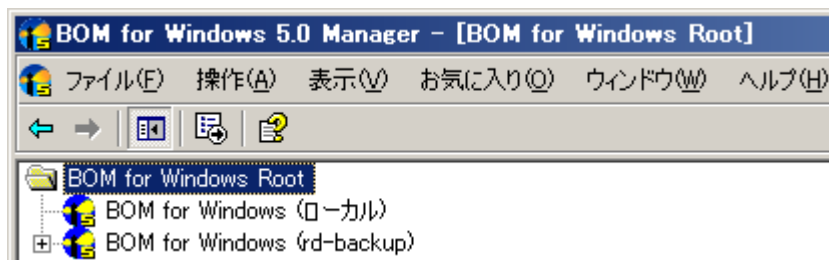 BOM for Windows 5.0 Manager - [BOM for Windows Root]
ファイル(F) 操作(A) 表示(V) お気に入り(O) ウィンドウ(W) ヘルプ(H)
BOM for Windows Root
BOM for Windows (ローカル)
BOM for Windows (rd-backup)